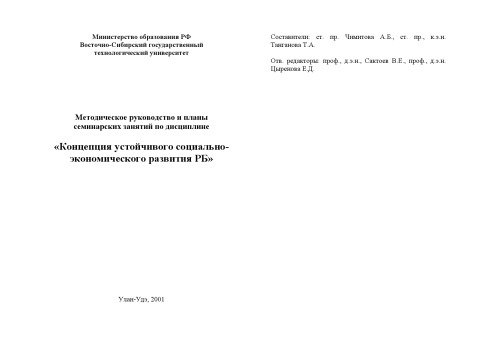 Министерство образования РФ
Восточно-Сибирский государственный
технологический университет
Методическое руководство и планы
семинарских занятий по дисциплине
«Концепция устойчивого социально-
экономического развития РБ»
Улан-Удэ, 2001
Составители: ст. пр. Чимитова А.Б., ст. пр., к.э.н.
Танганова Т.А.
Отв. редакторы: проф., д.э.н., Сактоев В.Е., проф., д.э.н.
Цыренова Е.Д.